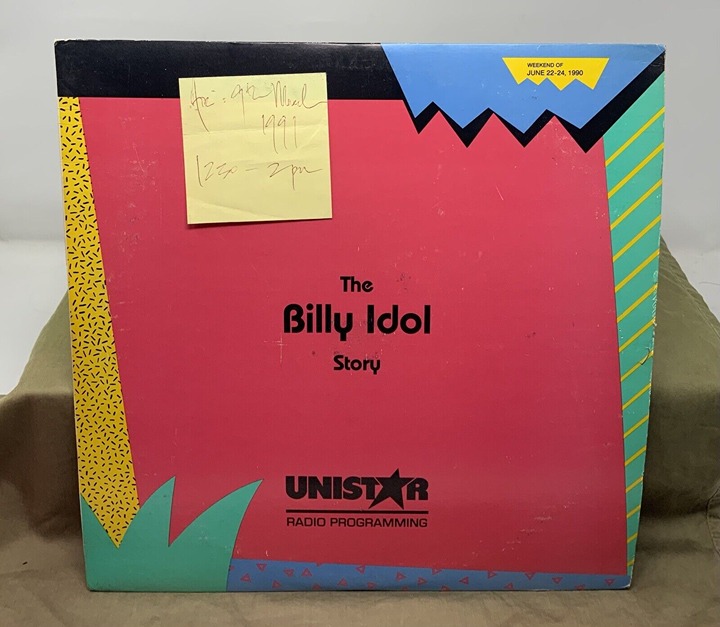 WEEKEND OF
JUNE 22-24, 1990
1991
The
Billy Idol
Story
UNISTAR
RADIO PROGRAMMING